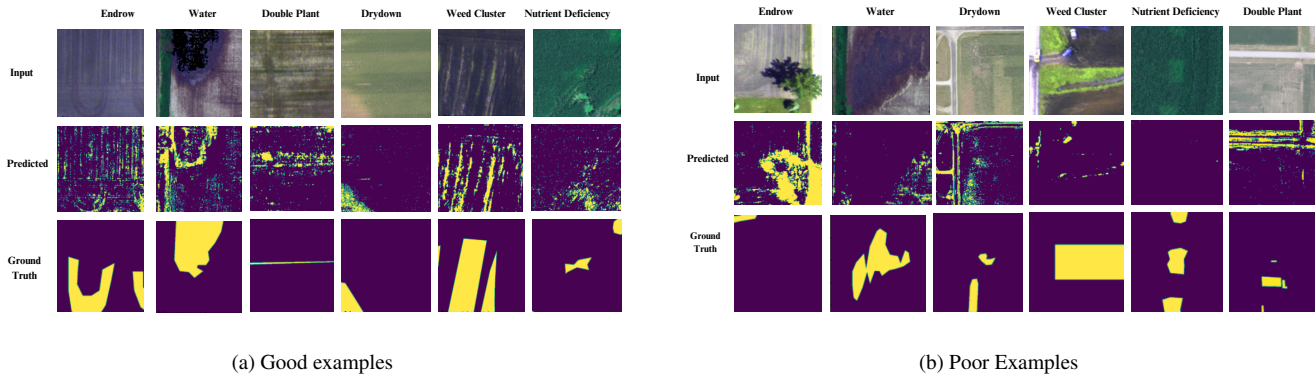 Endrow Water Double Plant Drydown Weed Cluster Nutrient Deficiency
Input
Predicted
Ground
Truth
(a) Good examples
Endrow Water Drydown Weed Cluster Nutrient Deficiency Double Plant
Input
Predicted
Ground
Truth
(b) Poor Examples